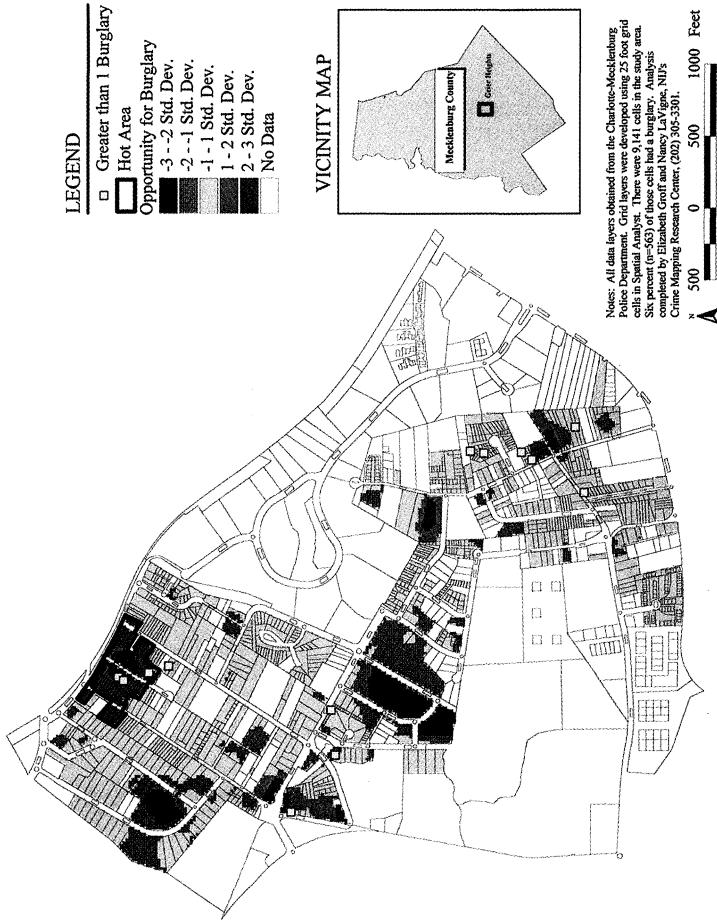 LEGEND
Greater than 1 Burglary
Hot Area
Opportunity for Burglary
-3 - -2 Std. Dev.
-2 - -1 Std. Dev.
-1 - 1 Std. Dev.
1 - 2 Std. Dev.
2 - 3 Std. Dev.
No Data
VICINITY MAP
Mecklenburg County
Grier Heights
Notes: All data layers obtained from the Charlotte-Mecklenburg
Police Department. Grid layers were developed using 25 foot grid
cells in Spatial Analyst. There were 9,141 cells in the study area.
Six percent (n=563) of those cells had a burglary. Analysis
completed by Elizabeth Groff and Nancy LaVigne, NIJ's
Crime Mapping Research Center, (202) 305-3301.
N
500 0 500 1000 Feet